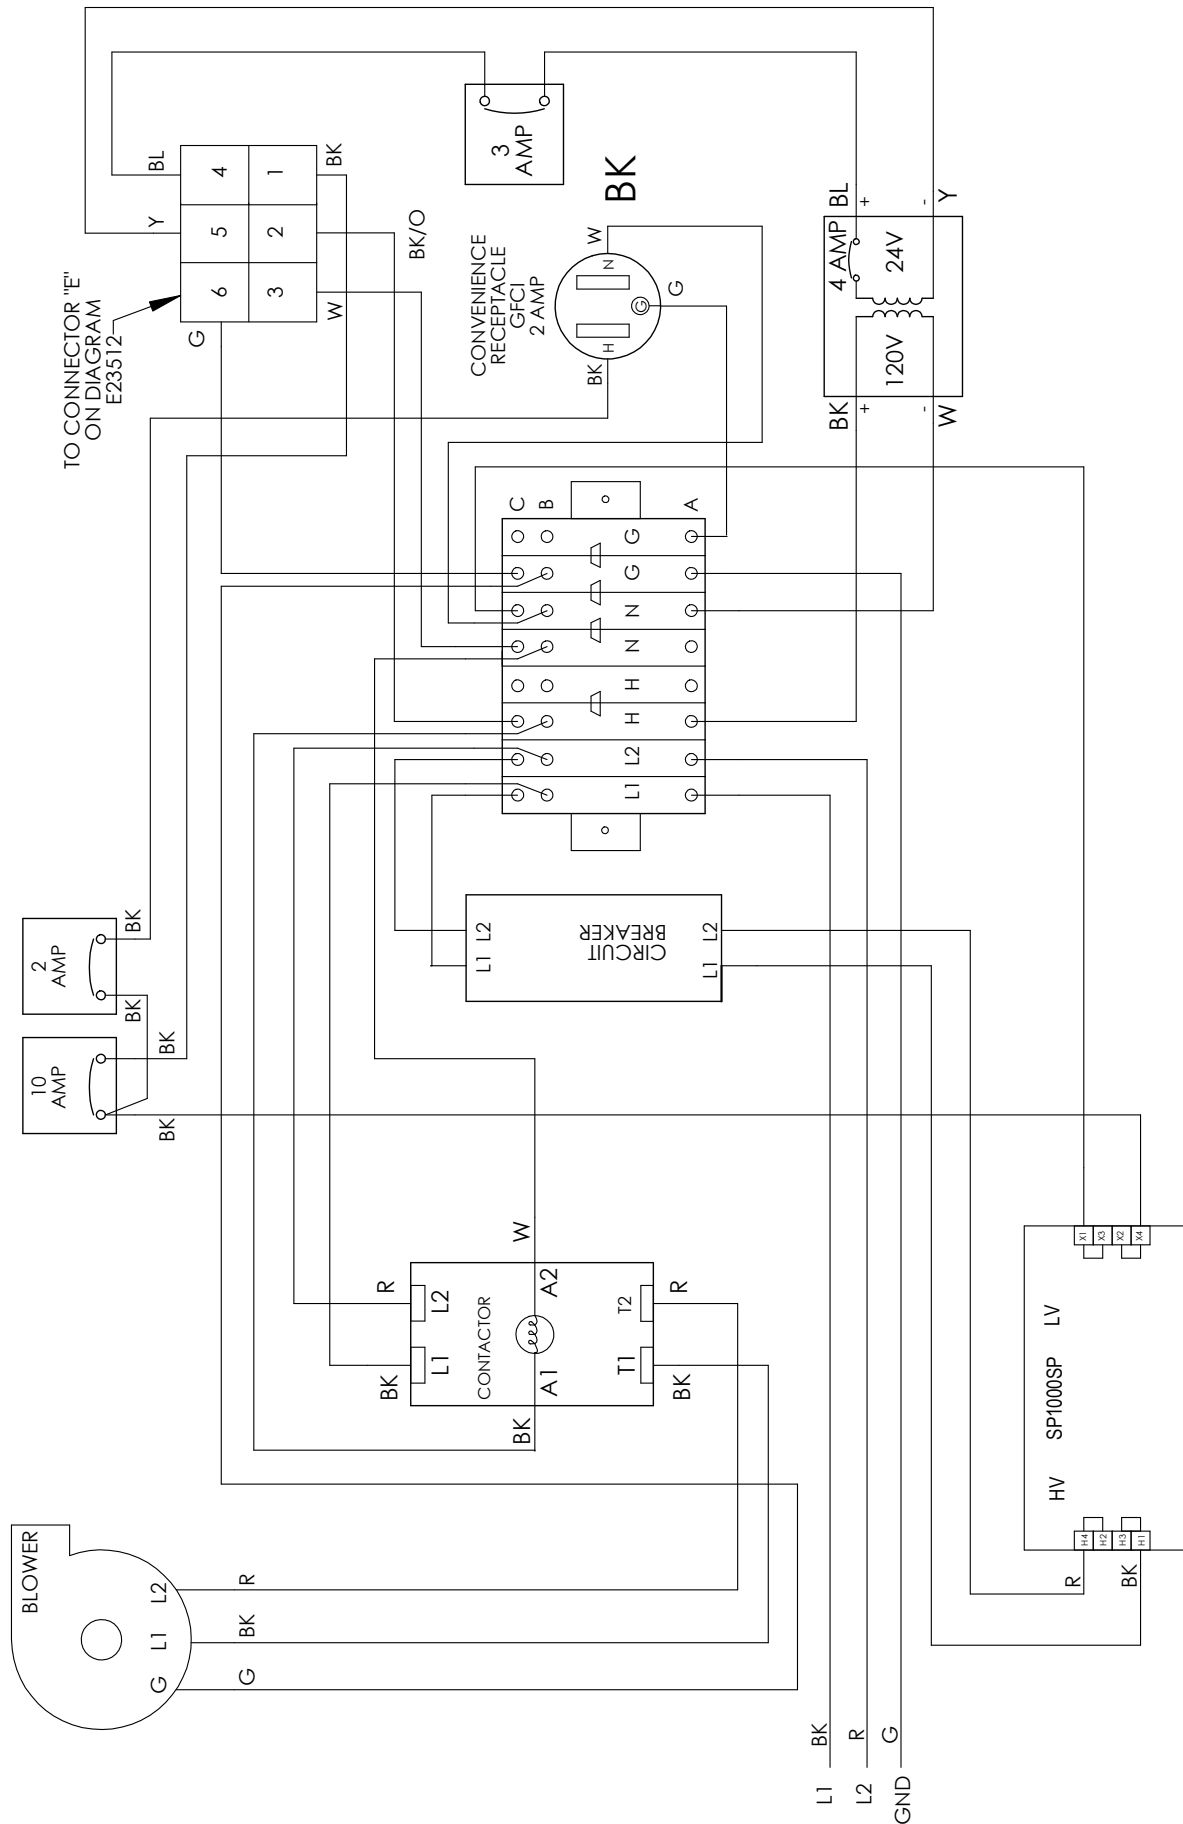 TO CONNECTOR "E"
ON DIAGRAM
E23512
G
Y
BL
6
5
4
3
2
1
W
BK/O
BK
3
AMP
BK
CONVENIENCE
RECEPTACLE
GFCI
2 AMP
BK
W
H
N
G
G
BK
BL
+
+
4 AMP
120V
24V
-
-
W
Y
2
AMP
BK
BK
10
AMP
BK
BK
C
B
A
L1
L2
H
H
N
N
G
G
L1
L2
CIRCUIT
BREAKER
L1
L2
BK
R
L1
L2
CONTACTOR
A1
A2
BK
W
T1
T2
BK
R
BLOWER
G
L1
L2
G
BK
R
L1
BK
L2
R
GND
G
R
BK
H4
H2
H3
H1
HV
SP1000SP
LV
X1
X3
X2
X4